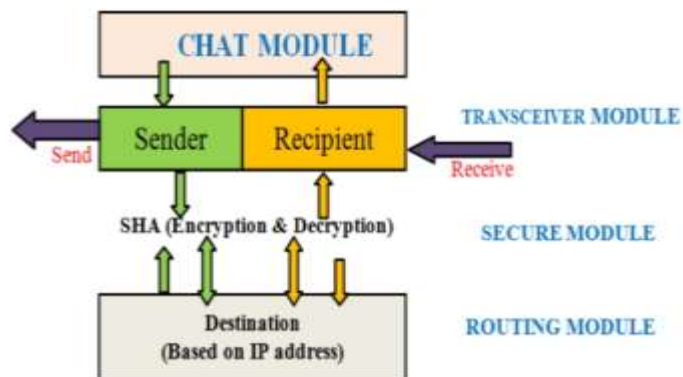 CHAT MODULE
Sender
Recipient
TRANSCEIVER MODULE
Send
Receive
SHA (Encryption & Decryption)
SECURE MODULE
Destination
(Based on IP address)
ROUTING MODULE